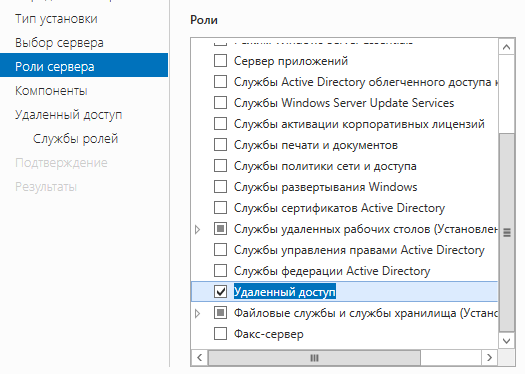 Роли
Тип установки
Выбор сервера
Роли сервера
Компоненты
Удаленный доступ
Службы ролей
Подтверждение
Результаты
Сервер приложений
Службы Active Directory облегченного доступа к
Службы Windows Server Update Services
Службы активации корпоративных лицензий
Службы печати и документов
Службы политики сети и доступа
Службы развертывания Windows
Службы сертификатов Active Directory
Службы удаленных рабочих столов (Установлен
Службы управления правами Active Directory
Службы федерации Active Directory
Удаленный доступ
Файловые службы и службы хранилища (Устано
Факс-сервер